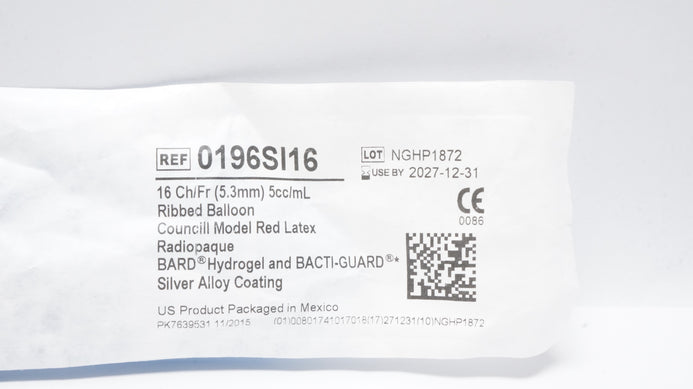 REF 0196SI16
LOT NGHP1872
USE BY 2027-12-31
16 Ch/Fr (5.3mm) 5cc/mL
Ribbed Balloon
Councill Model Red Latex
Radiopaque
BARD® Hydrogel and BACTI-GUARD®*
Silver Alloy Coating
CE
0086
US Product Packaged in Mexico
PK7639531 11/2015 (01)00801741017018(17)271231(10)NGHP1872